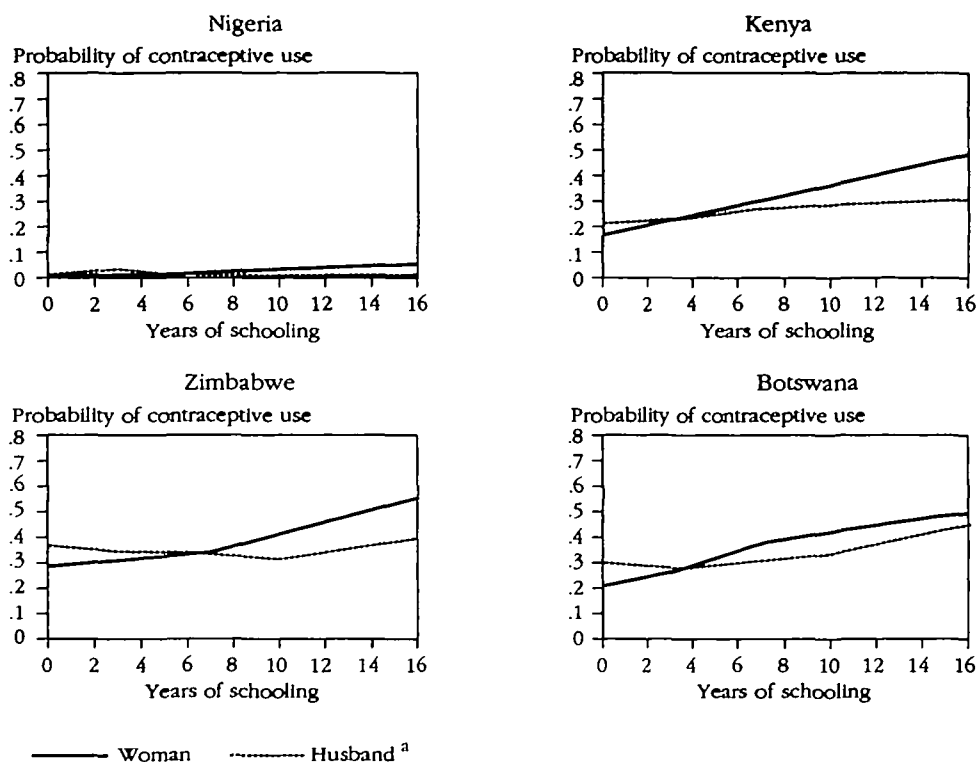 Nigeria
Probability of contraceptive use
.8
.7
.6
.5
.4
.3
.2
.1
0
0 2 4 6 8 10 12 14 16
Years of schooling
Kenya
Probability of contraceptive use
.8
.7
.6
.5
.4
.3
.2
.1
0
0 2 4 6 8 10 12 14 16
Years of schooling
Zimbabwe
Probability of contraceptive use
.8
.7
.6
.5
.4
.3
.2
.1
0
0 2 4 6 8 10 12 14 16
Years of schooling
Botswana
Probability of contraceptive use
.8
.7
.6
.5
.4
.3
.2
.1
0
0 2 4 6 8 10 12 14 16
Years of schooling
Woman Husband a